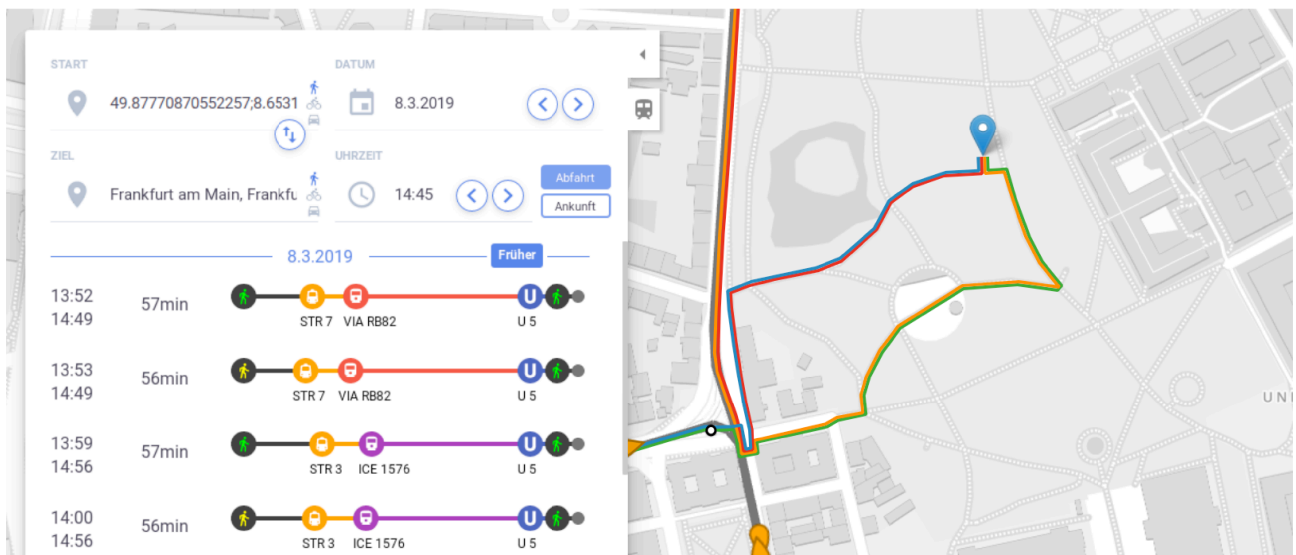 START
DATUM
49.87770870552257;8.6531
8.3.2019
ZIEL
UHRZEIT
Frankfurt am Main, Frankfu
14:45
Abfahrt
Ankunft
8.3.2019
Früher
13:52
14:49
57min
STR 7 VIA RB82
U
U 5
13:53
14:49
56min
STR 7 VIA RB82
U
U 5
13:59
14:56
57min
STR 3 ICE 1576
U
U 5
14:00
14:56
56min
STR 3 ICE 1576
U
U 5
UNI